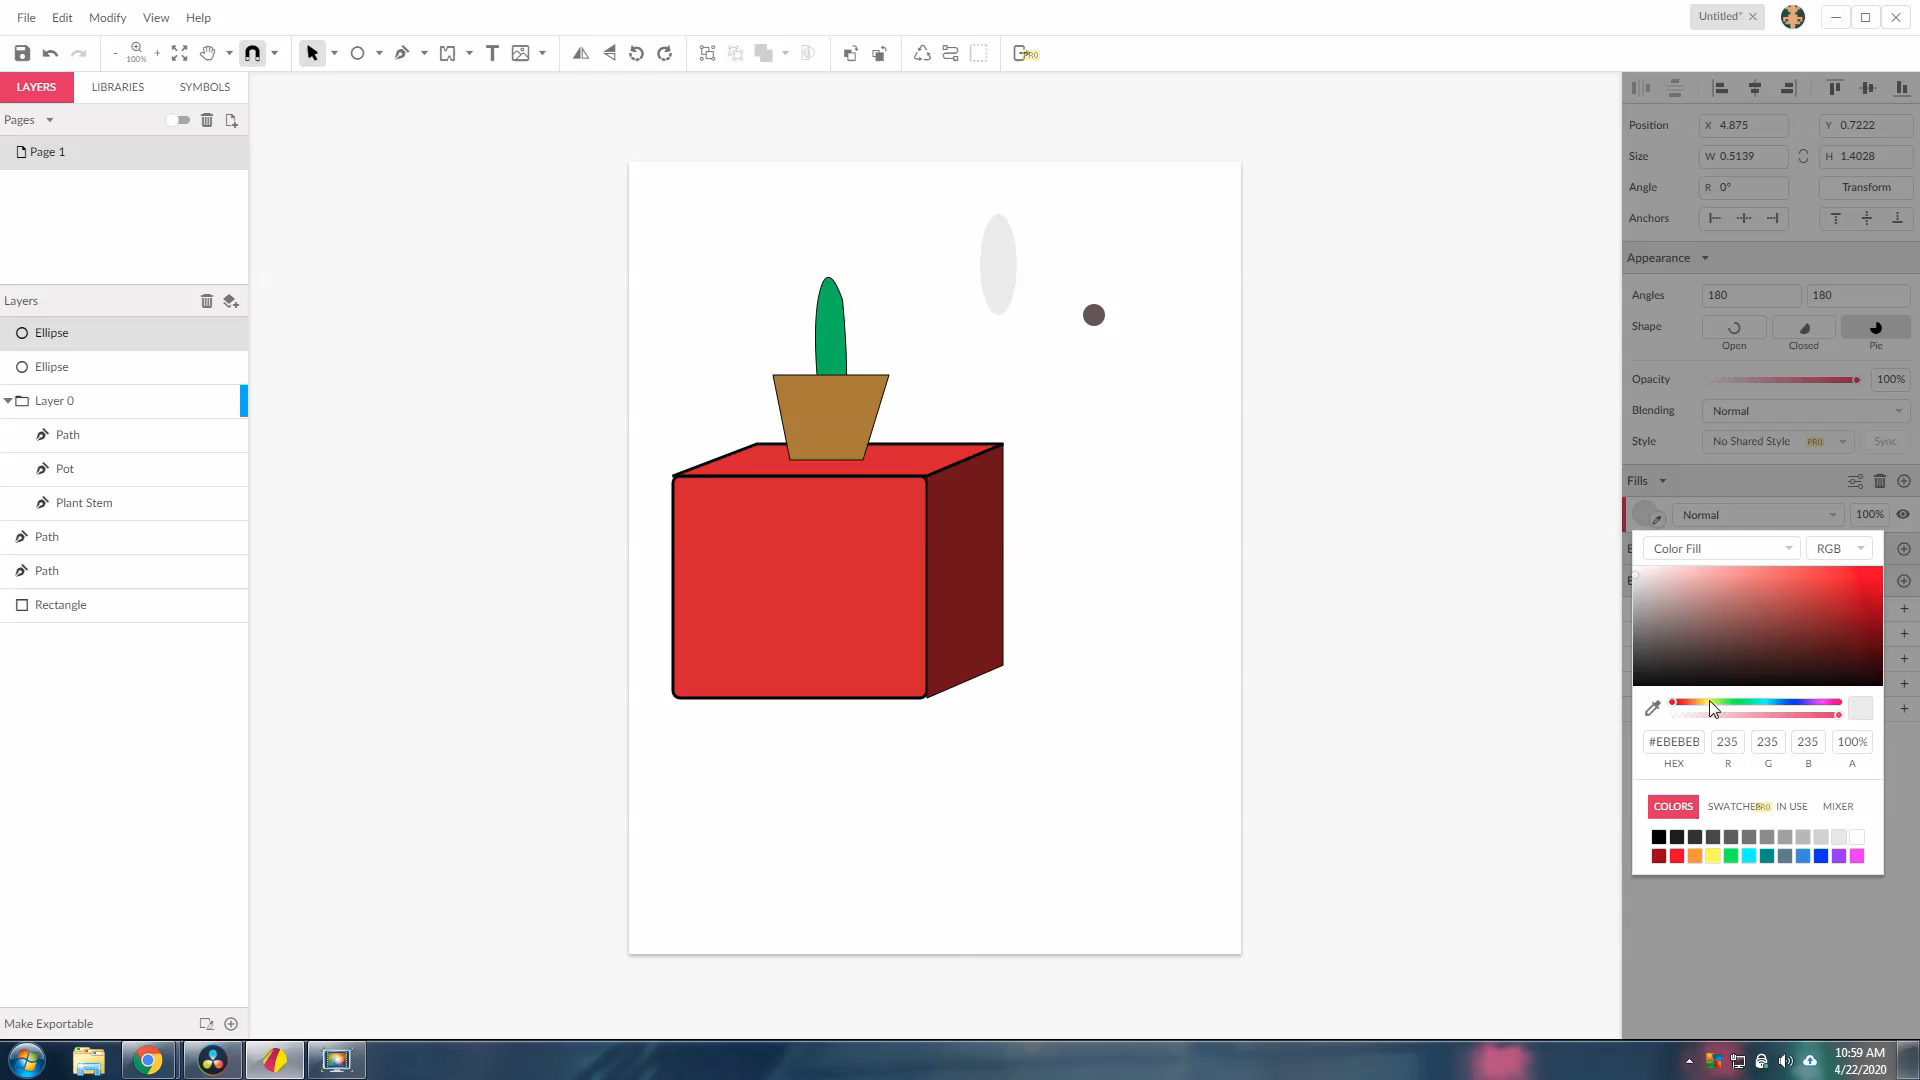 File Edit Modify View Help
Untitled*
100%
PRO
LAYERS LIBRARIES SYMBOLS
Pages
Page 1
Layers
Ellipse
Ellipse
Layer 0
Path
Pot
Plant Stem
Path
Path
Rectangle
Make Exportable
Position X 4.875 Y 0.7222
Size W 0.5139 H 1.4028
Angle R 0° Transform
Anchors
Appearance
Angles 180 180
Shape
Open Closed Pie
Opacity 100%
Blending Normal
Style No Shared Style PRO Sync
Fills
Normal 100%
Color Fill RGB
#EBEBEB 235 235 235 100%
HEX R G B A
COLORS SWATCHES PRO IN USE MIXER
10:59 AM
4/22/2020